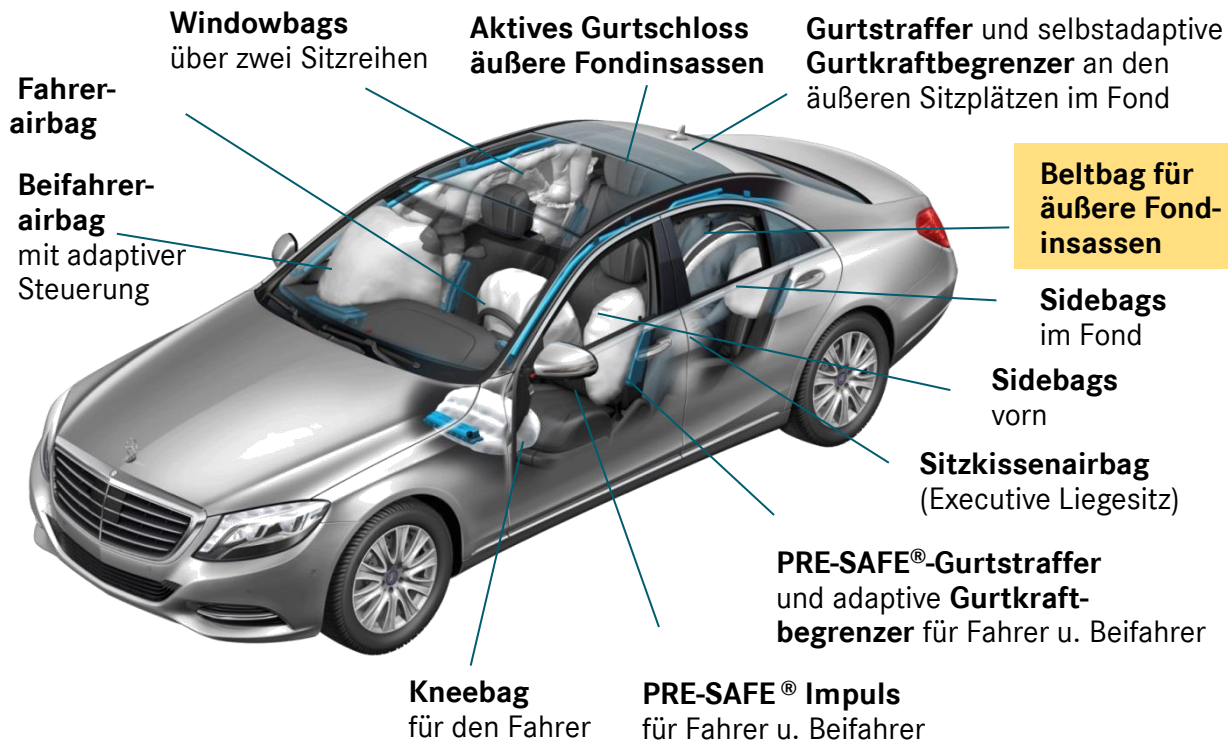 Windowbags
über zwei Sitzreihen
Aktives Gurtschloss
äußere Fondinsassen
Gurtstraffer und selbstadaptive
Gurtkraftbegrenzer an den
äußeren Sitzplätzen im Fond
Fahrer-
airbag
Beifahrer-
airbag
mit adaptiver
Steuerung
Beltbag für
äußere Fond-
insassen
Sidebags
im Fond
Sidebags
vorn
Sitzkissenairbag
(Executive Liegesitz)
PRE-SAFE®-Gurtstraffer
und adaptive Gurtkraft-
begrenzer für Fahrer u. Beifahrer
Kneebag
für den Fahrer
PRE-SAFE ® Impuls
für Fahrer u. Beifahrer